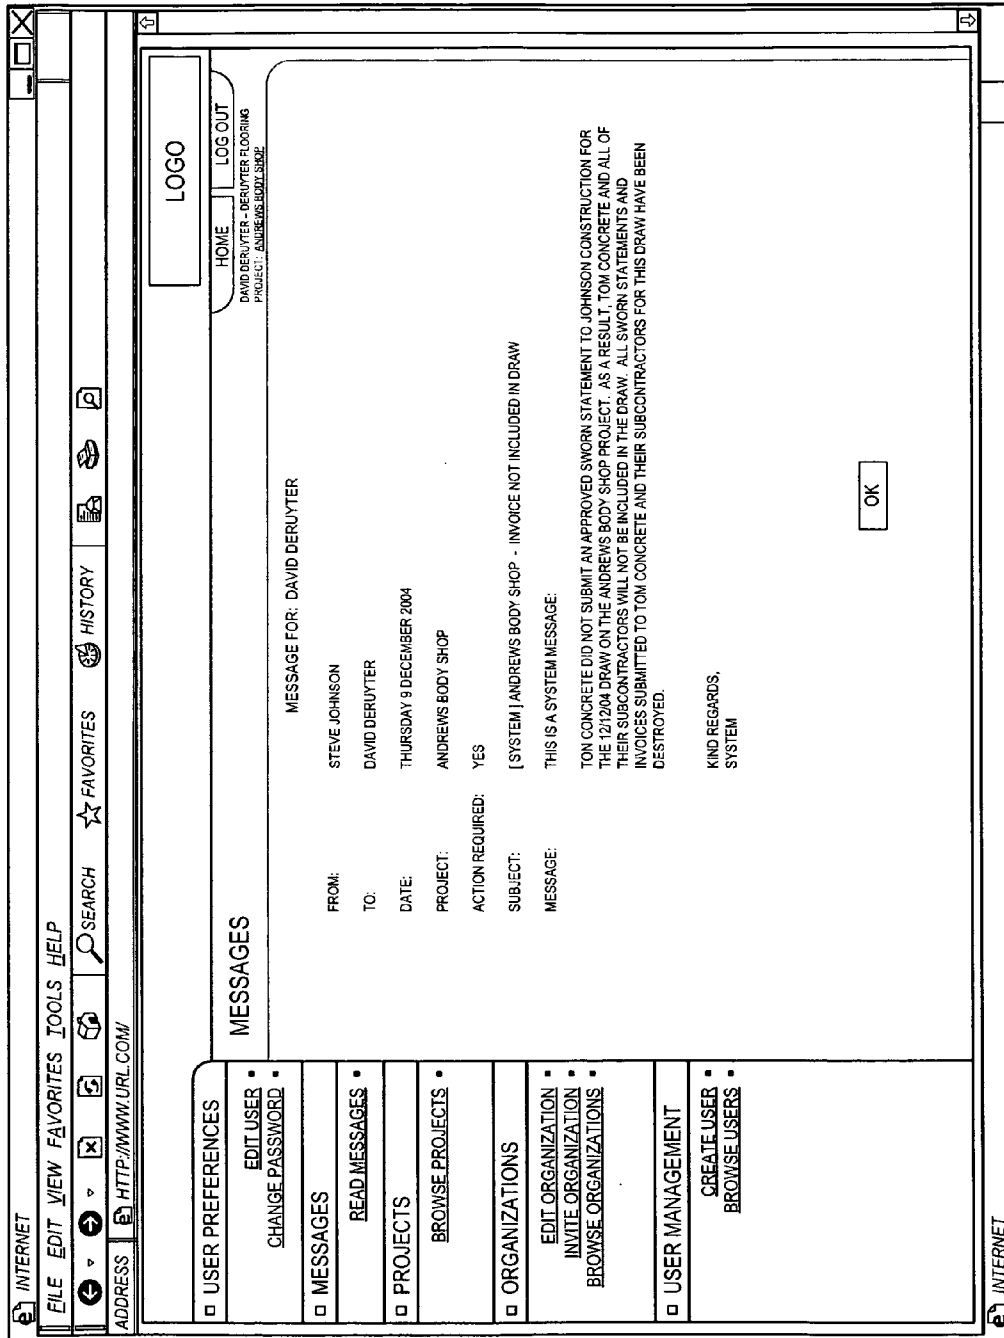 INTERNET
FILE EDIT VIEW FAVORITES TOOLS HELP
SEARCH FAVORITES HISTORY
ADDRESS HTTP://WWW.URL.COM/
LOGO
HOME LOG OUT
DAVID DERUYTER – DERUYTER FLOORING
PROJECT: ANDREWS BODY SHOP
USER PREFERENCES
EDIT USER
CHANGE PASSWORD
MESSAGES
READ MESSAGES
PROJECTS
BROWSE PROJECTS
ORGANIZATIONS
EDIT ORGANIZATION
INVITE ORGANIZATION
BROWSE ORGANIZATIONS
USER MANAGEMENT
CREATE USER
BROWSE USERS
MESSAGES
MESSAGE FOR: DAVID DERUYTER
FROM: STEVE JOHNSON
TO: DAVID DERUYTER
DATE: THURSDAY 9 DECEMBER 2004
PROJECT: ANDREWS BODY SHOP
ACTION REQUIRED: YES
SUBJECT: [SYSTEM] ANDREWS BODY SHOP - INVOICE NOT INCLUDED IN DRAW
MESSAGE: THIS IS A SYSTEM MESSAGE:
TON CONCRETE DID NOT SUBMIT AN APPROVED SWORN STATEMENT TO JOHNSON CONSTRUCTION FOR
THE 12/12/04 DRAW ON THE ANDREWS BODY SHOP PROJECT. AS A RESULT, TOM CONCRETE AND ALL OF
THEIR SUBCONTRACTORS WILL NOT BE INCLUDED IN THE DRAW. ALL SWORN STATEMENTS AND
INVOICES SUBMITTED TO TOM CONCRETE AND THEIR SUBCONTRACTORS FOR THIS DRAW HAVE BEEN
DESTROYED.
KIND REGARDS,
SYSTEM
OK
INTERNET